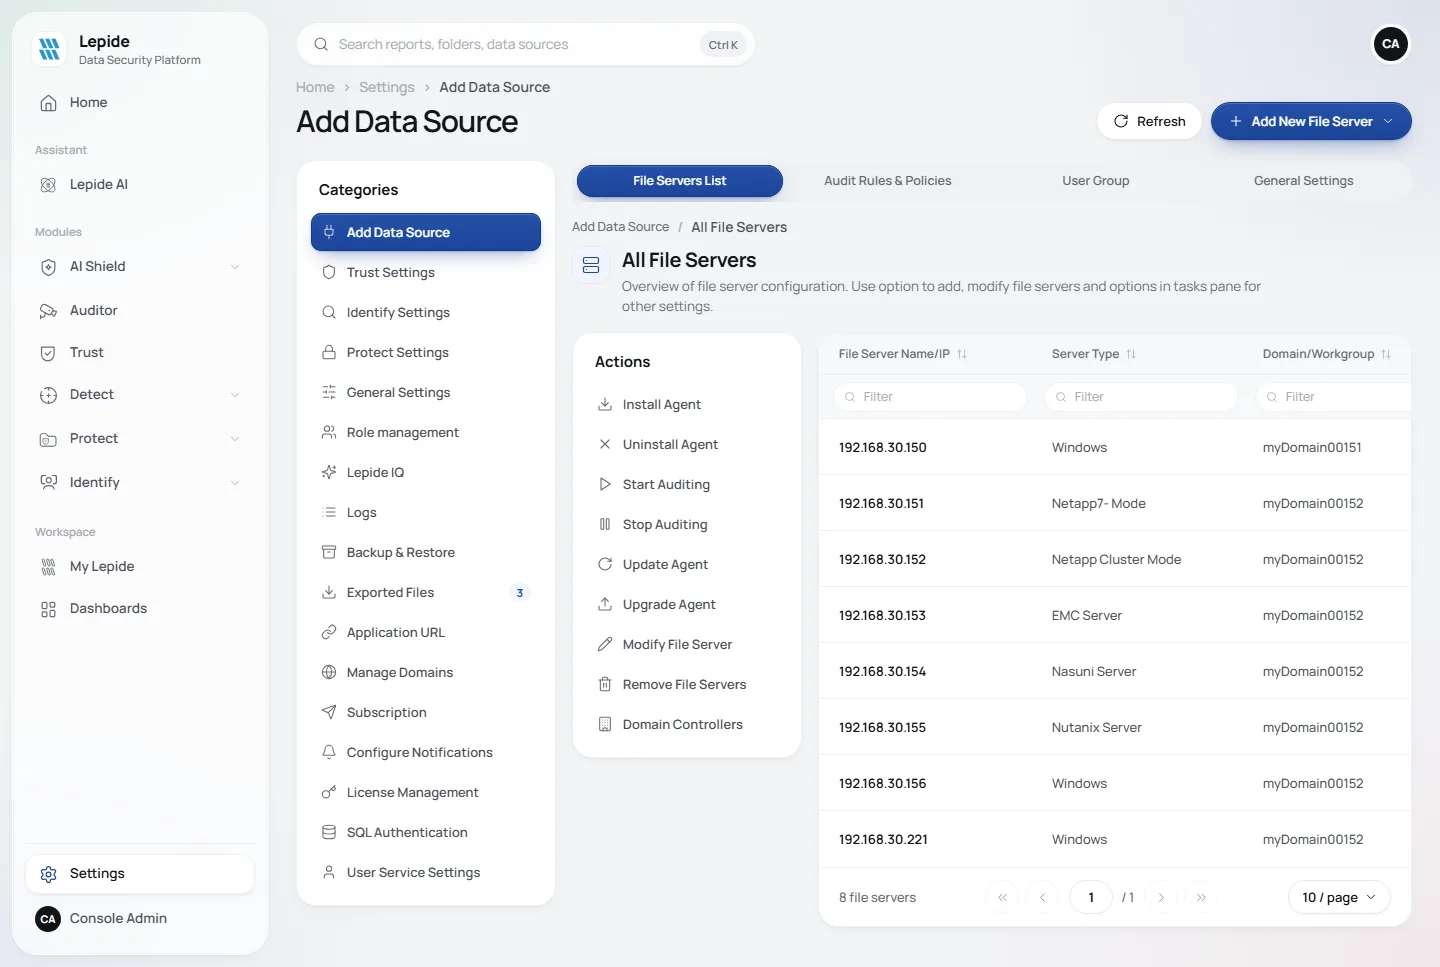 Lepide
Data Security Platform
Home
Assistant
Lepide AI
Modules
AI Shield
Auditor
Trust
Detect
Protect
Identify
Workspace
My Lepide
Dashboards
Settings
CA
Console Admin
Search reports, folders, data sources
Ctrl K
CA
Home > Settings > Add Data Source
Add Data Source
Refresh
+ Add New File Server
Categories
Add Data Source
Trust Settings
Identify Settings
Protect Settings
General Settings
Role management
Lepide IQ
Logs
Backup & Restore
Exported Files 3
Application URL
Manage Domains
Subscription
Configure Notifications
License Management
SQL Authentication
User Service Settings
File Servers List
Audit Rules & Policies
User Group
General Settings
Add Data Source / All File Servers
All File Servers
Overview of file server configuration. Use option to add, modify file servers and options in tasks pane for
other settings.
Actions
Install Agent
Uninstall Agent
Start Auditing
Stop Auditing
Update Agent
Upgrade Agent
Modify File Server
Remove File Servers
Domain Controllers
File Server Name/IP Server Type Domain/Workgroup
Filter Filter Filter
192.168.30.150 Windows myDomain00151
192.168.30.151 Netapp7- Mode myDomain00152
192.168.30.152 Netapp Cluster Mode myDomain00152
192.168.30.153 EMC Server myDomain00152
192.168.30.154 Nasuni Server myDomain00152
192.168.30.155 Nutanix Server myDomain00152
192.168.30.156 Windows myDomain00152
192.168.30.221 Windows myDomain00152
8 file servers « ‹ 1 / 1 › » 10 / page